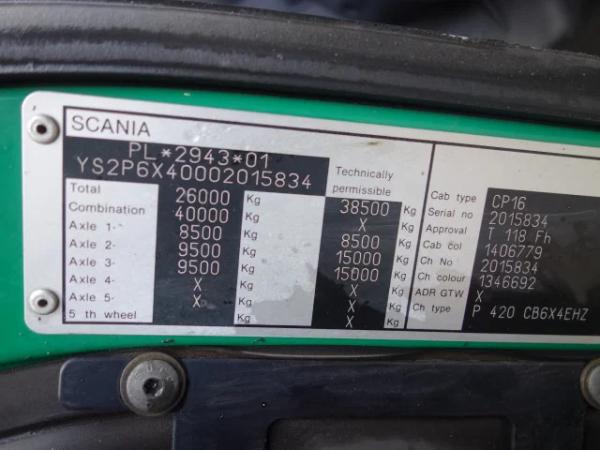 SCANIA
PL*2943*01
YS2P6X40002015834
Technically permissible
Total 26000 Kg 38500 Kg
Combination 40000 Kg X Kg
Axle 1- 8500 Kg 8500 Kg
Axle 2- 9500 Kg 15000 Kg
Axle 3- 9500 Kg 15000 Kg
Axle 4- X Kg X Kg
Axle 5- X Kg X Kg
5 th wheel X Kg X Kg
Cab type CP16
Serial no 2015834
Approval T 118 Fh
Cab col 1406779
Ch No 2015834
Ch colour 1346692
ADR GTW X
Ch type P 420 CB6X4EHZ